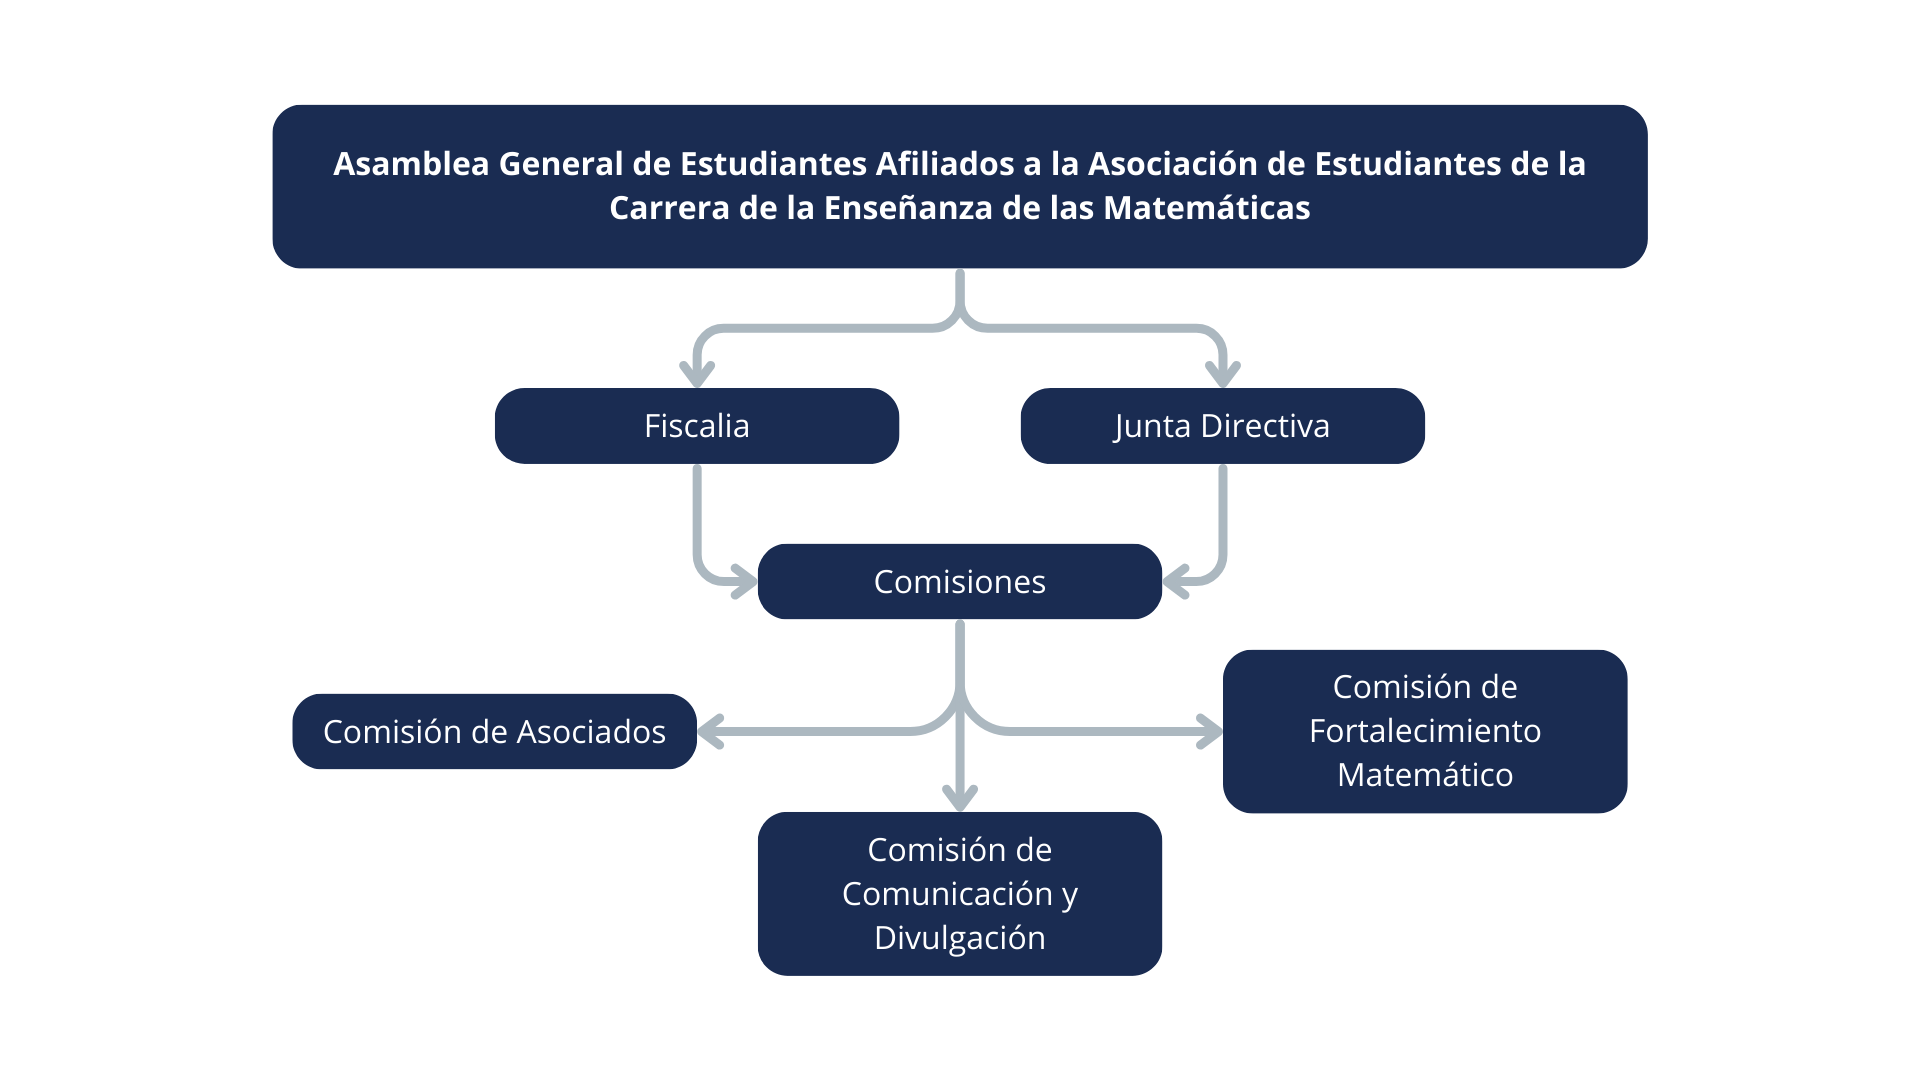 Asamblea General de Estudiantes Afiliados a la Asociación de Estudiantes de la
Carrera de la Enseñanza de las Matemáticas
Fiscalia
Junta Directiva
Comisiones
Comisión de Asociados
Comisión de
Fortalecimiento
Matemático
Comisión de
Comunicación y
Divulgación